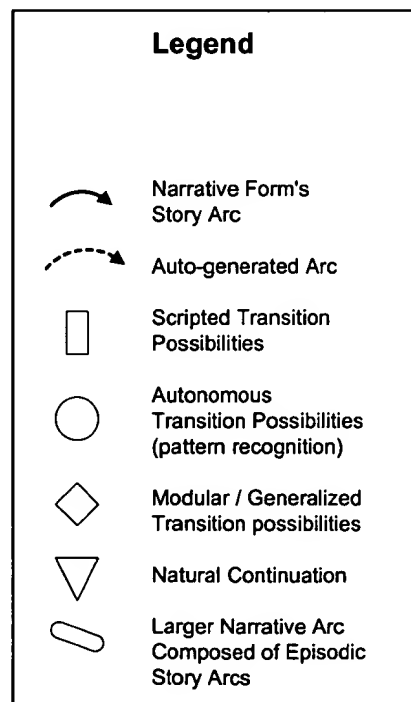 Legend
Narrative Form's
Story Arc
Auto-generated Arc
Scripted Transition
Possibilities
Autonomous
Transition Possibilities
(pattern recognition)
Modular / Generalized
Transition possibilities
Natural Continuation
Larger Narrative Arc
Composed of Episodic
Story Arcs